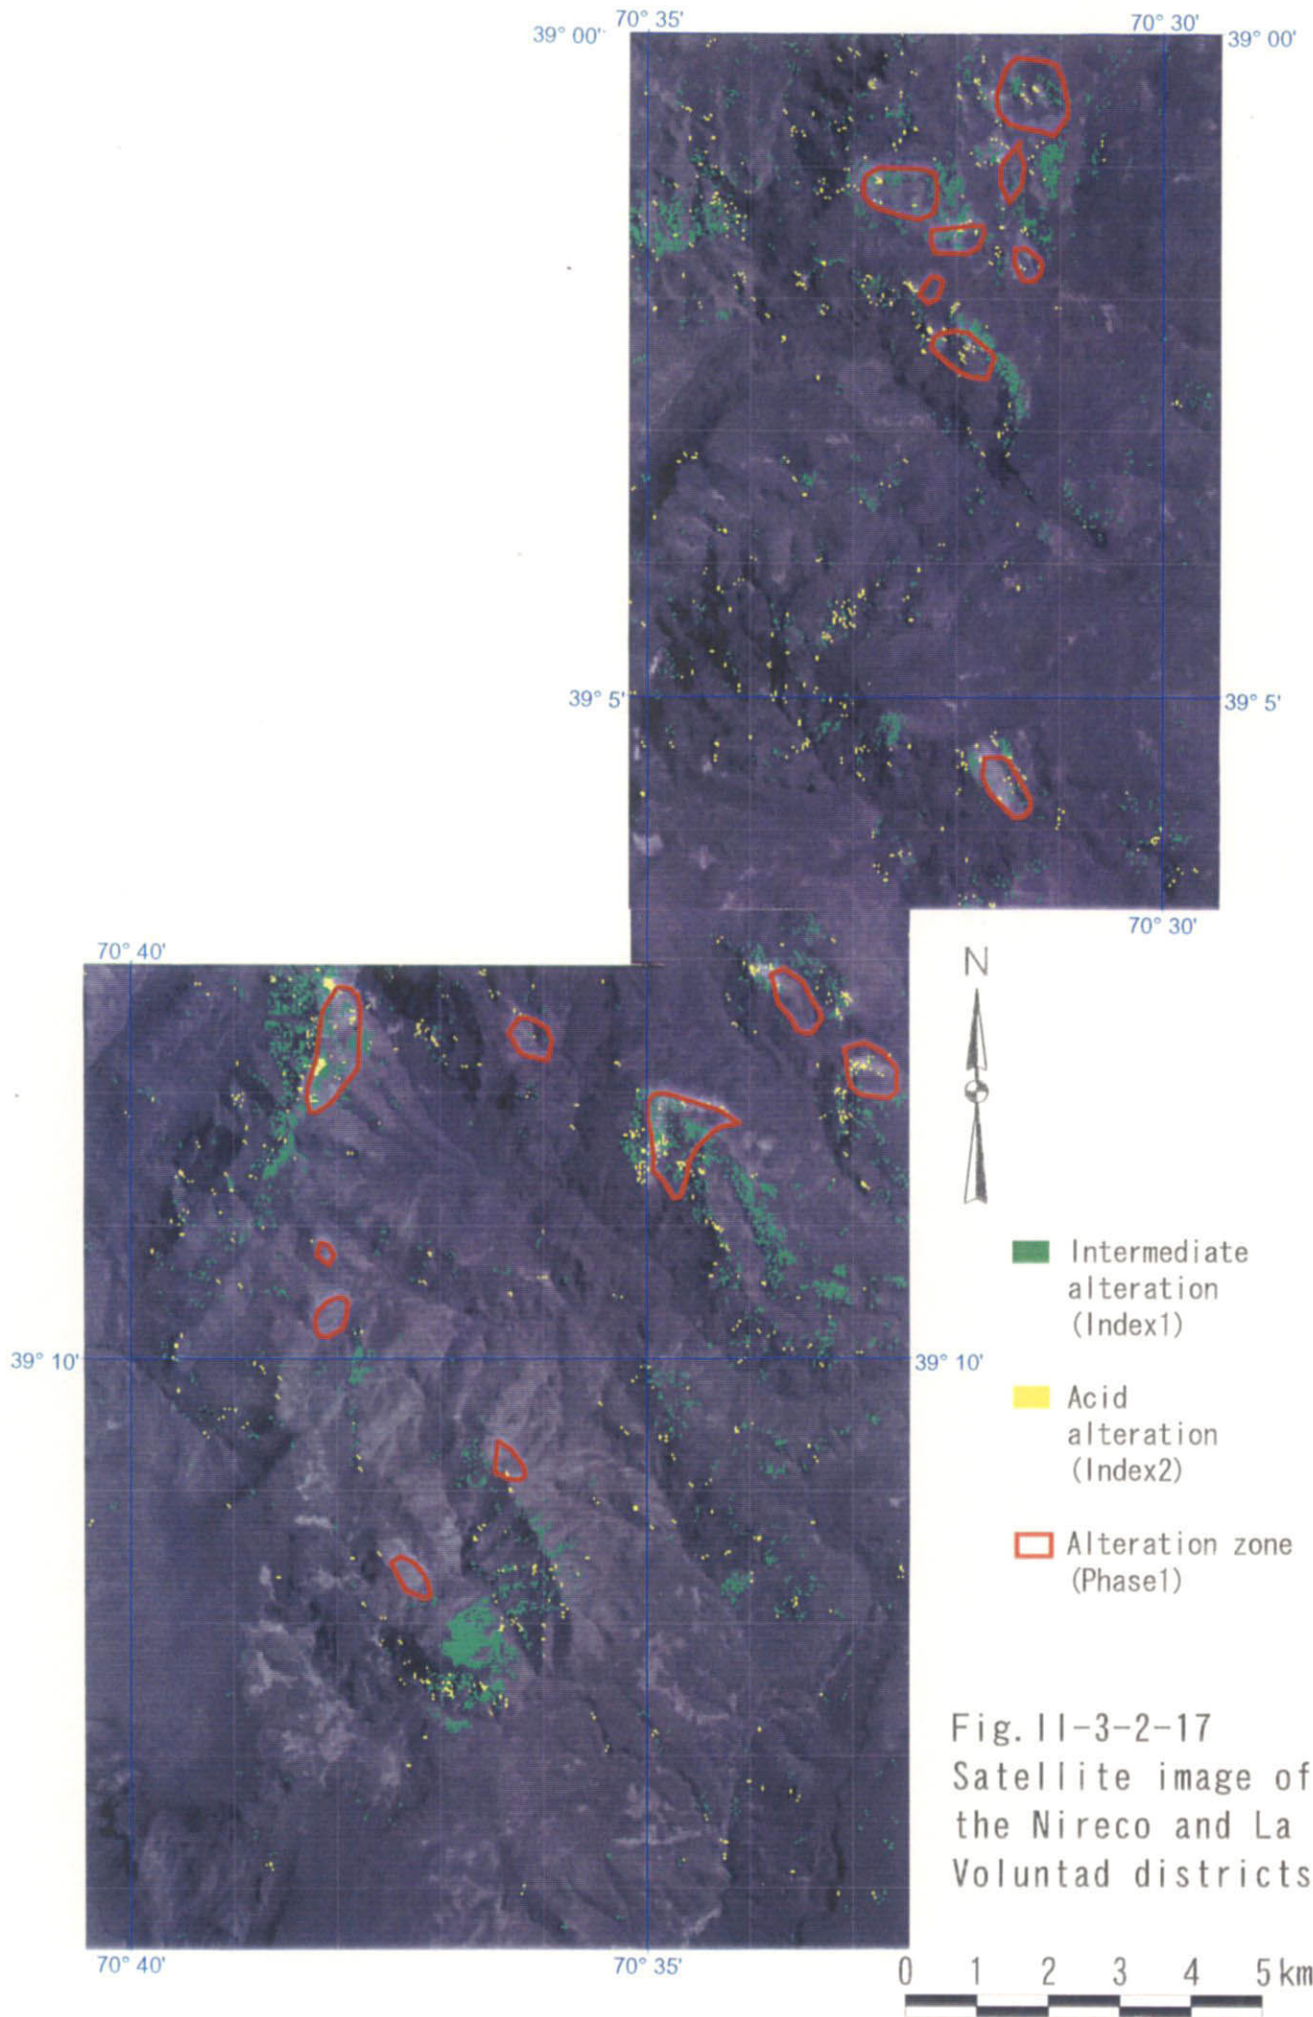 70° 35'
70° 30'
39° 00'
39° 00'
39° 5'
39° 5'
70° 30'
70° 40'
N
Intermediate
alteration
(Index1)
39° 10'
39° 10'
Acid
alteration
(Index2)
Alteration zone
(Phase1)
Fig. II-3-2-17
Satellite image of
the Nireco and La
Voluntad districts
70° 40'
70° 35'
0 1 2 3 4 5 km